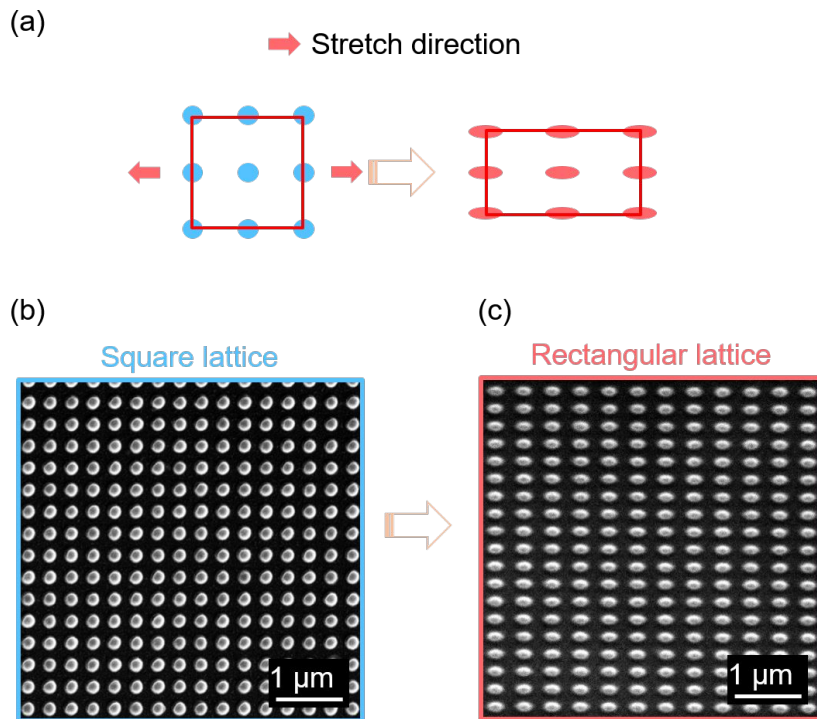 (a)
Stretch direction
(b)
(c)
Square lattice
Rectangular lattice
1 μm
1 μm